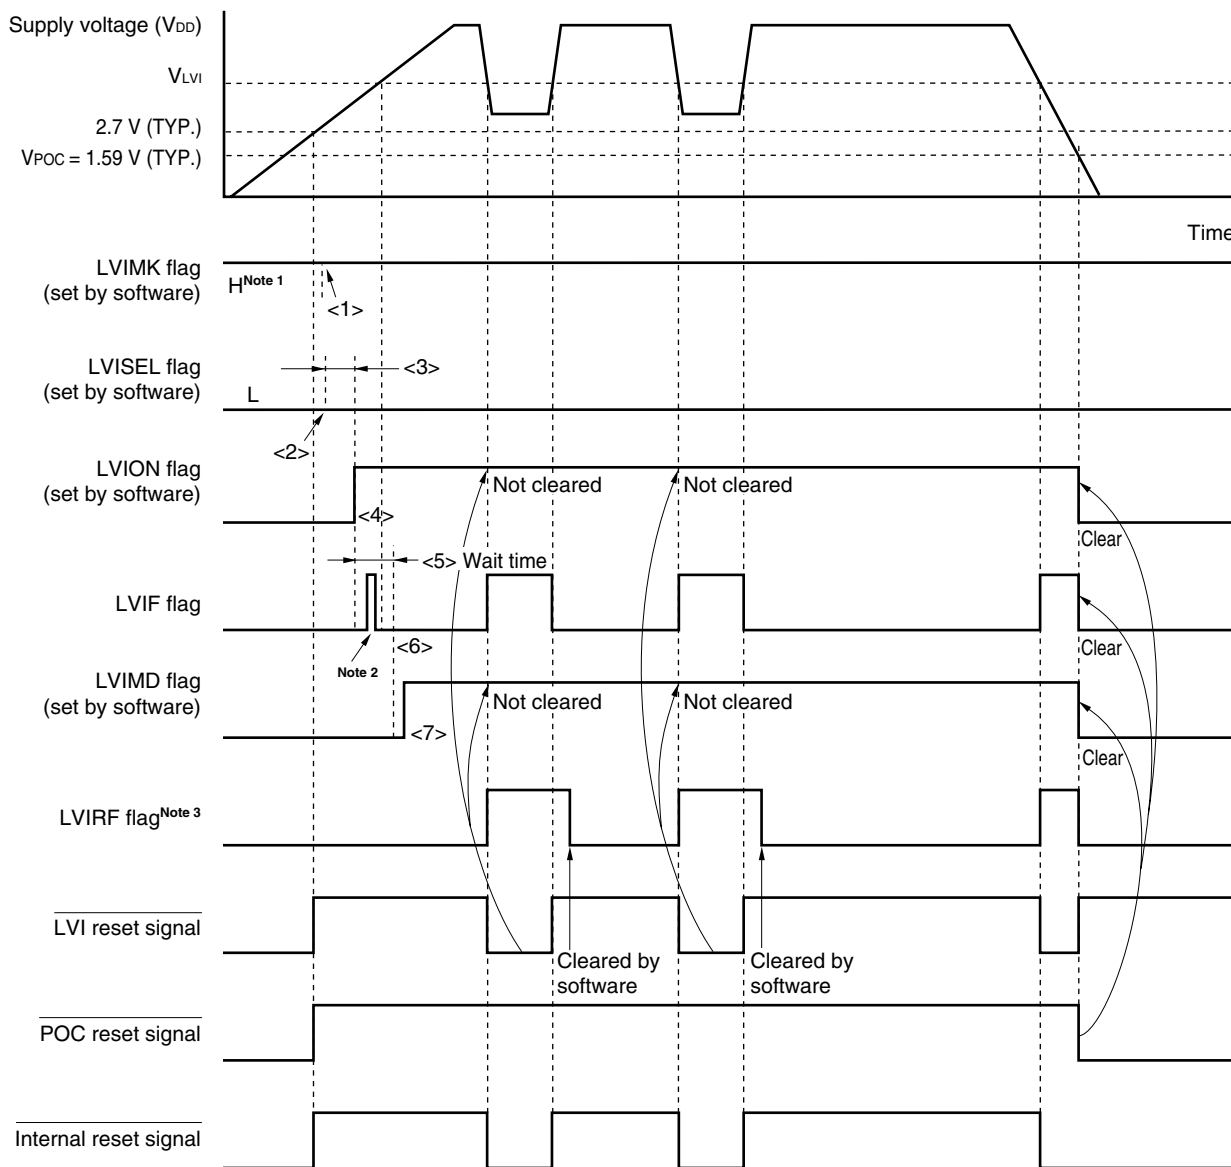 Supply voltage (VDD)
VLVI
2.7 V (TYP.)
VPOC = 1.59 V (TYP.)
Time
LVIMK flag
(set by software)
H Note 1
<1>
LVISEL flag
(set by software)
<3>
L
<2>
LVION flag
(set by software)
Not cleared
Not cleared
<4>
Clear
<5> Wait time
LVIF flag
Note 2
<6>
Clear
LVIMD flag
(set by software)
Not cleared
Not cleared
<7>
Clear
LVIRF flag Note 3
LVI reset signal
Cleared by
software
Cleared by
software
POC reset signal
Internal reset signal